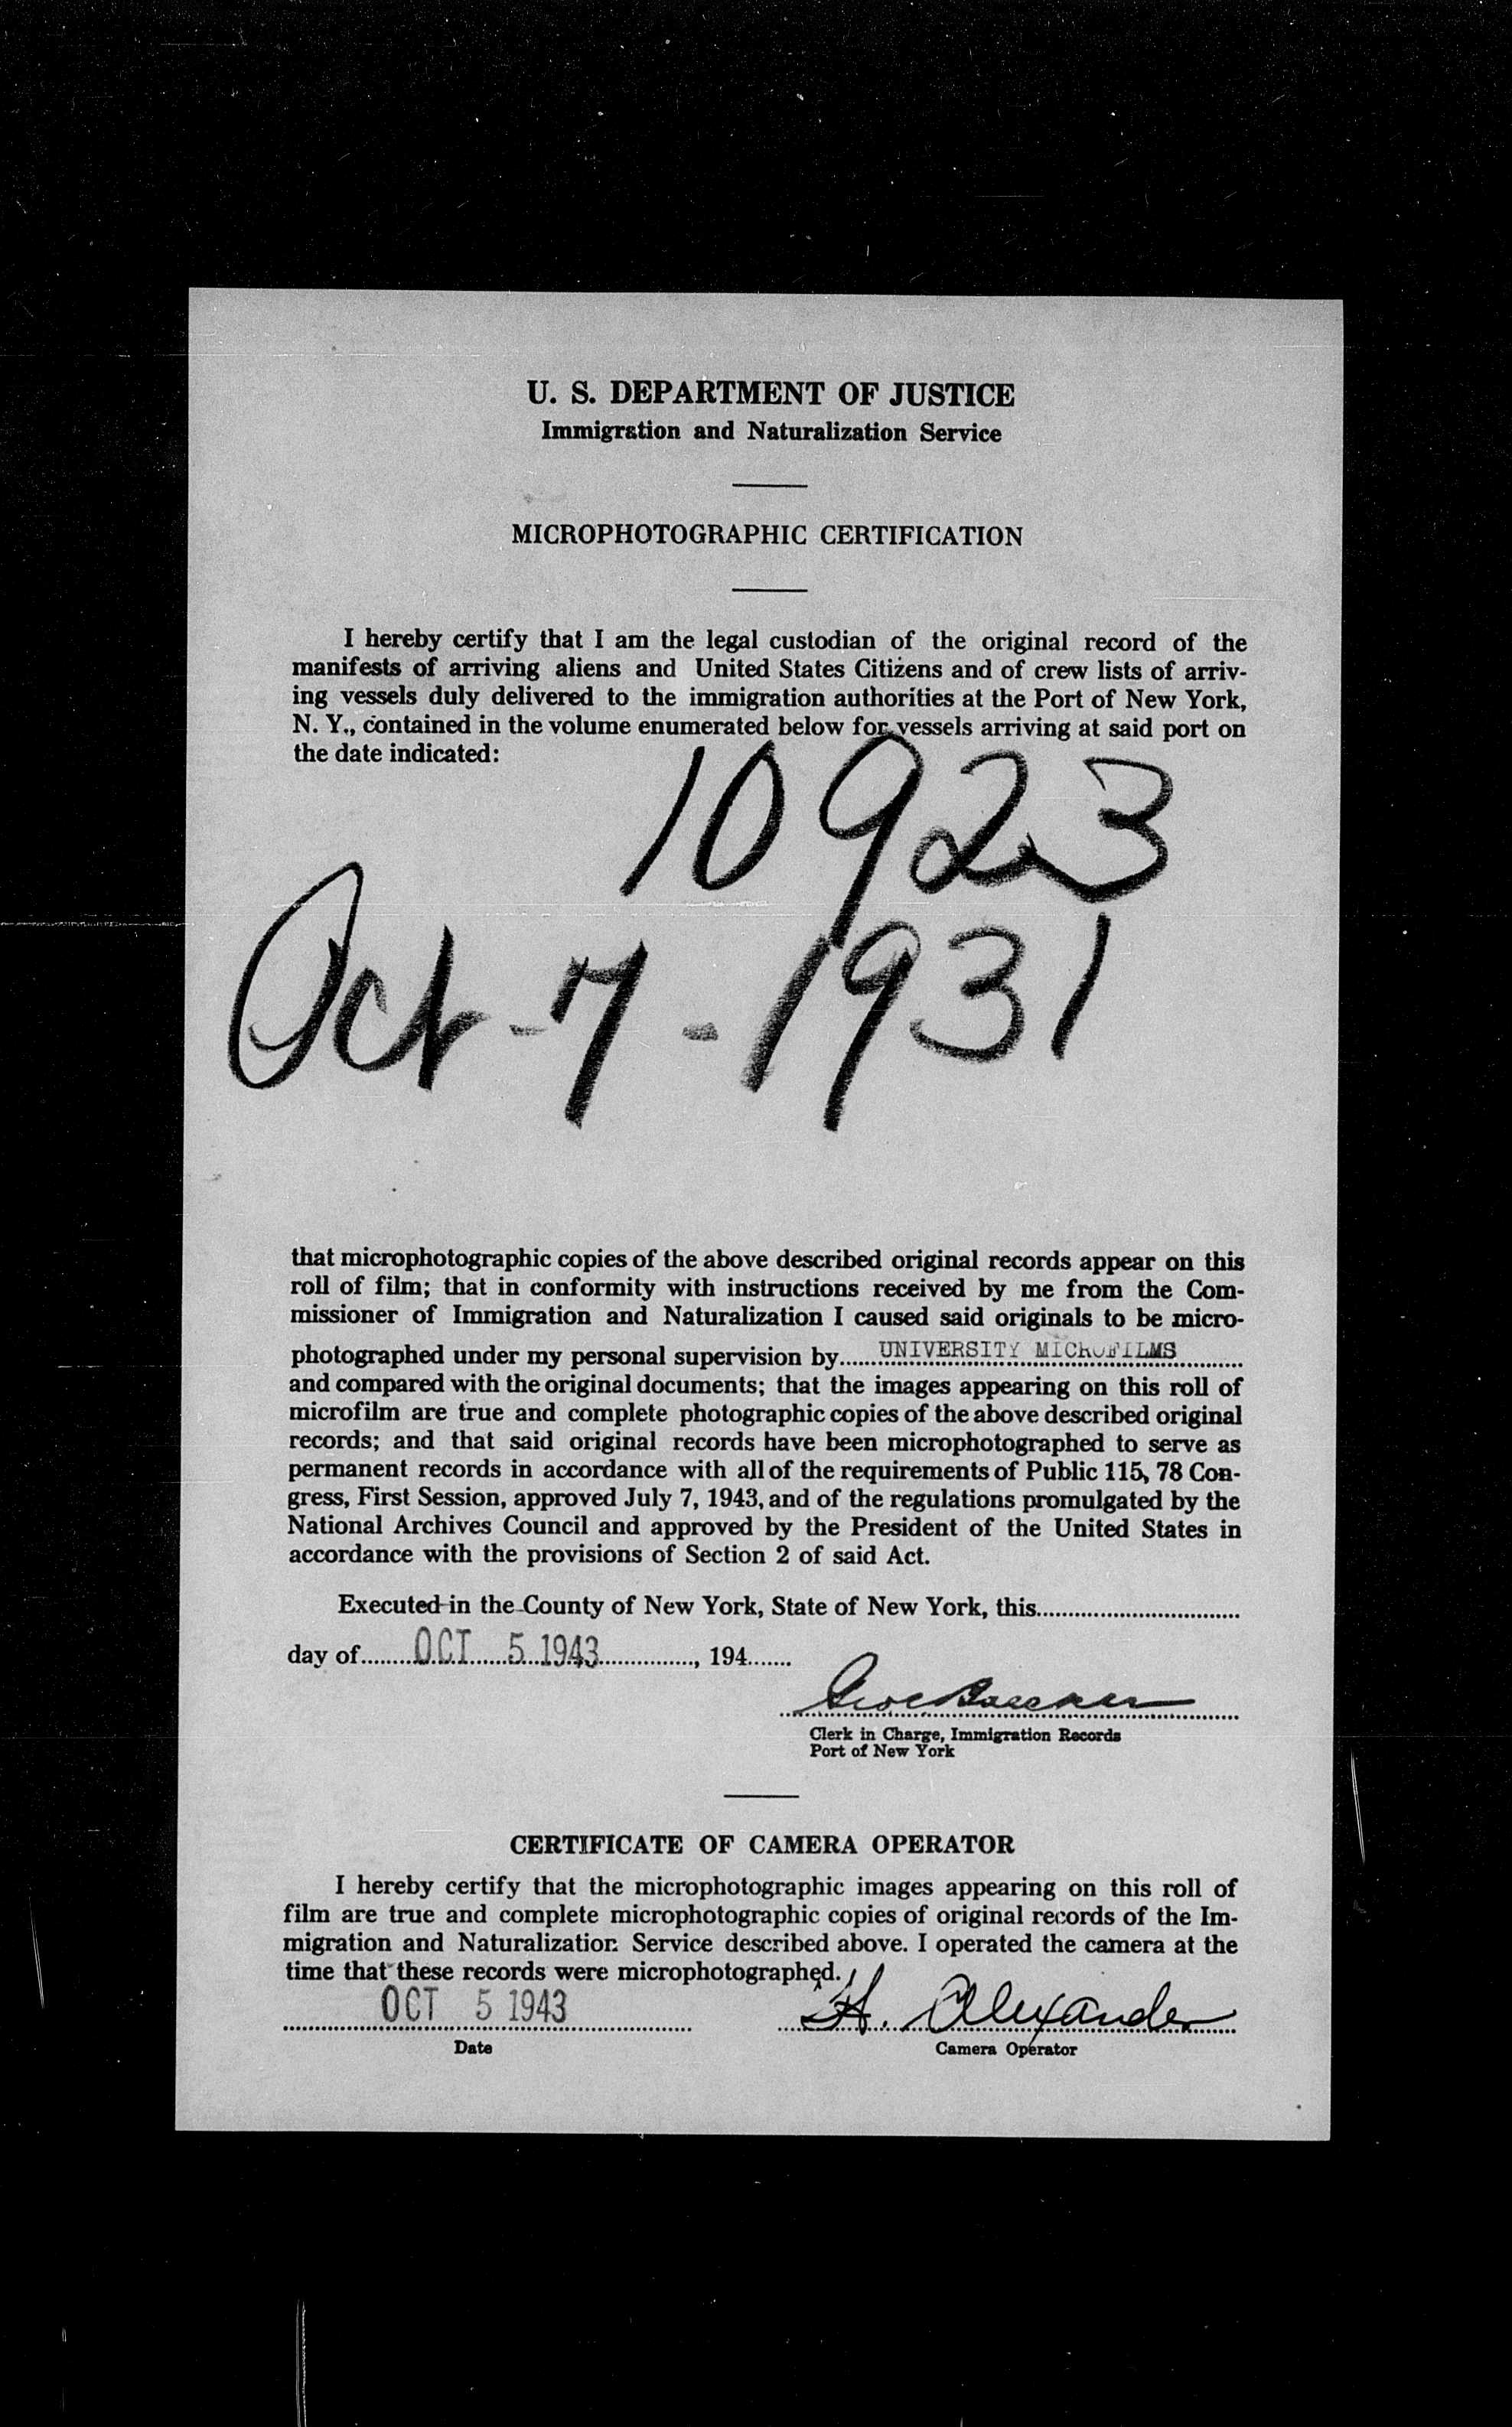 U. S. DEPARTMENT OF JUSTICE
Immigration and Naturalization Service
MICROPHOTOGRAPHIC CERTIFICATION
I hereby certify that I am the legal custodian of the original record of the
manifests of arriving aliens and United States Citizens and of crew lists of arriv-
ing vessels duly delivered to the immigration authorities at the Port of New York,
N. Y., contained in the volume enumerated below for vessels arriving at said port on
the date indicated:
10923
Oct-7-1931
that microphotographic copies of the above described original records appear on this
roll of film; that in conformity with instructions received by me from the Com-
missioner of Immigration and Naturalization I caused said originals to be micro-
photographed under my personal supervision by UNIVERSITY MICROFILMS
and compared with the original documents; that the images appearing on this roll of
microfilm are true and complete photographic copies of the above described original
records; and that said original records have been microphotographed to serve as
permanent records in accordance with all of the requirements of Public 115, 78 Con-
gress, First Session, approved July 7, 1943, and of the regulations promulgated by the
National Archives Council and approved by the President of the United States in
accordance with the provisions of Section 2 of said Act.
Executed in the County of New York, State of New York, this
day of OCT 5 1943, 194
Clerk in Charge, Immigration Records
Port of New York
CERTIFICATE OF CAMERA OPERATOR
I hereby certify that the microphotographic images appearing on this roll of
film are true and complete microphotographic copies of original records of the Im-
migration and Naturalization Service described above. I operated the camera at the
time that these records were microphotographed.
OCT 5 1943 H. Alexander
Date Camera Operator